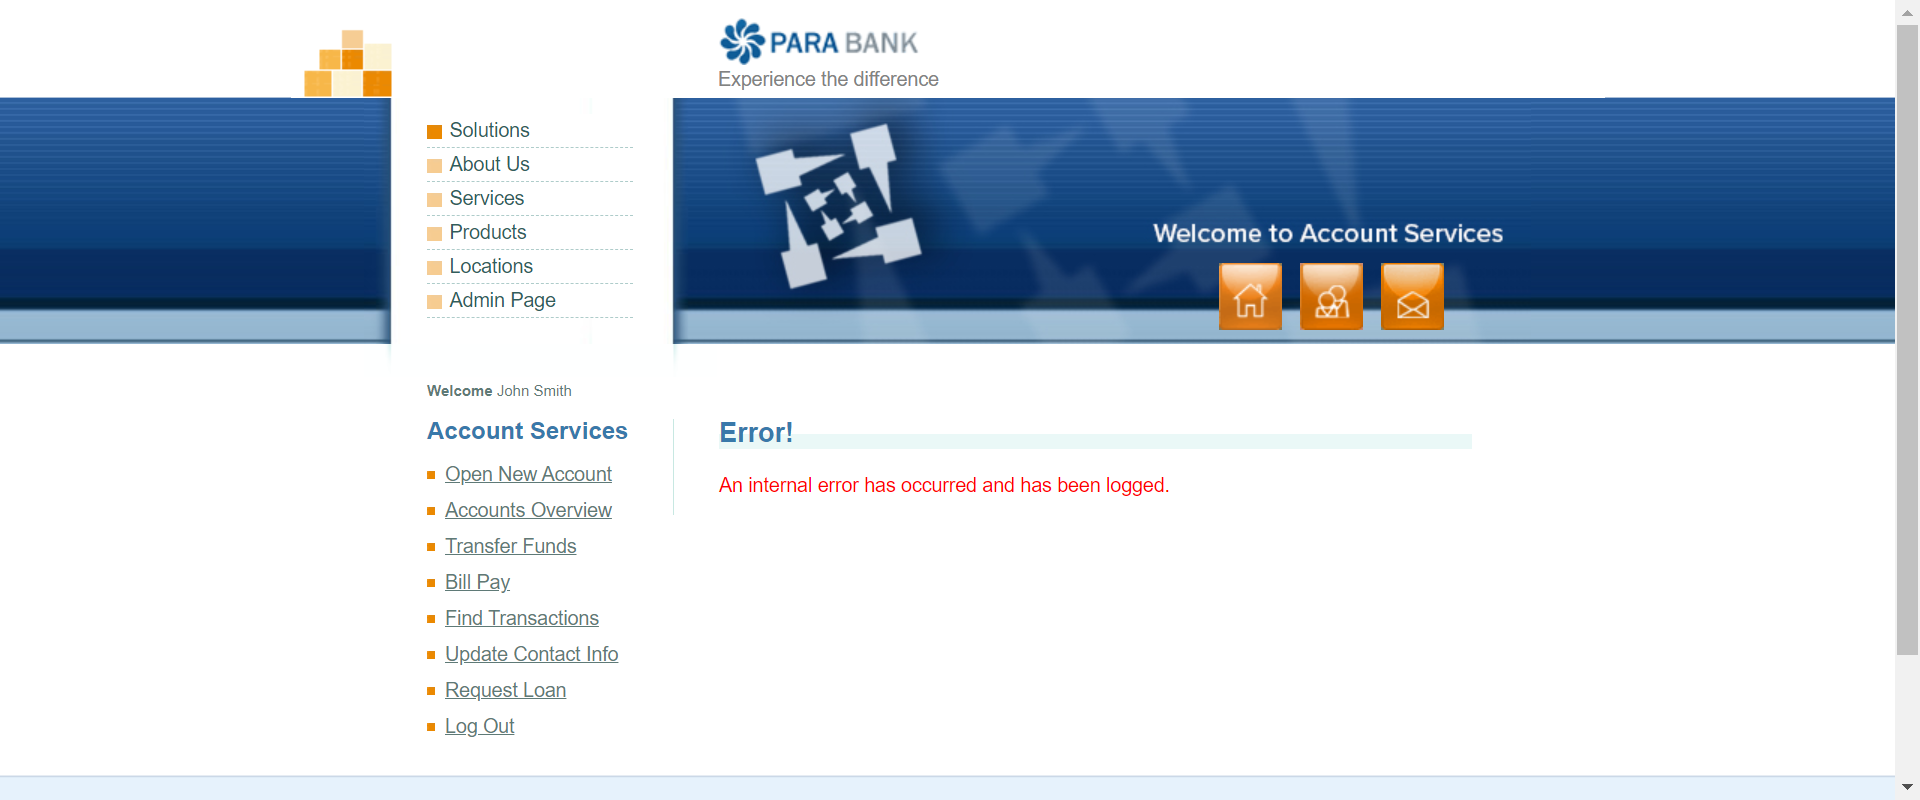 PARA BANK
Experience the difference
Solutions
About Us
Services
Products
Locations
Admin Page
Welcome to Account Services
Welcome John Smith
Account Services
Open New Account
Accounts Overview
Transfer Funds
Bill Pay
Find Transactions
Update Contact Info
Request Loan
Log Out
Error!
An internal error has occurred and has been logged.